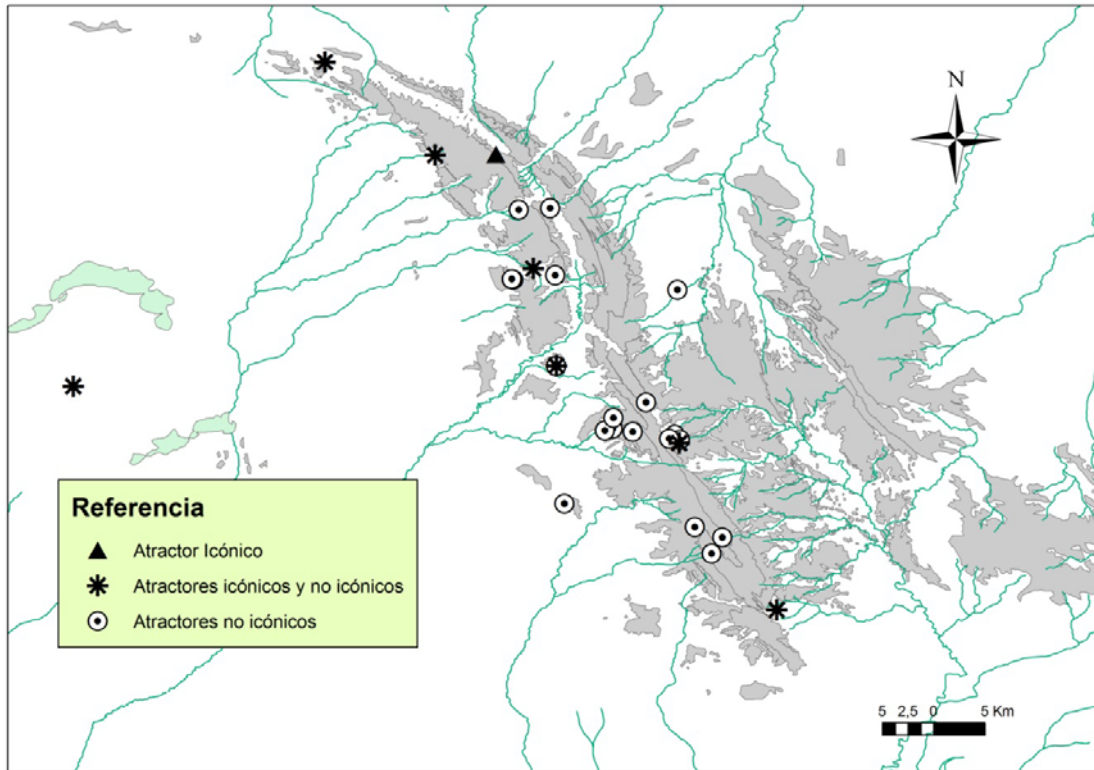 N
Referencia
Atractor Icónico
Atractores icónicos y no icónicos
Atractores no icónicos
5 2,5 0 5 Km